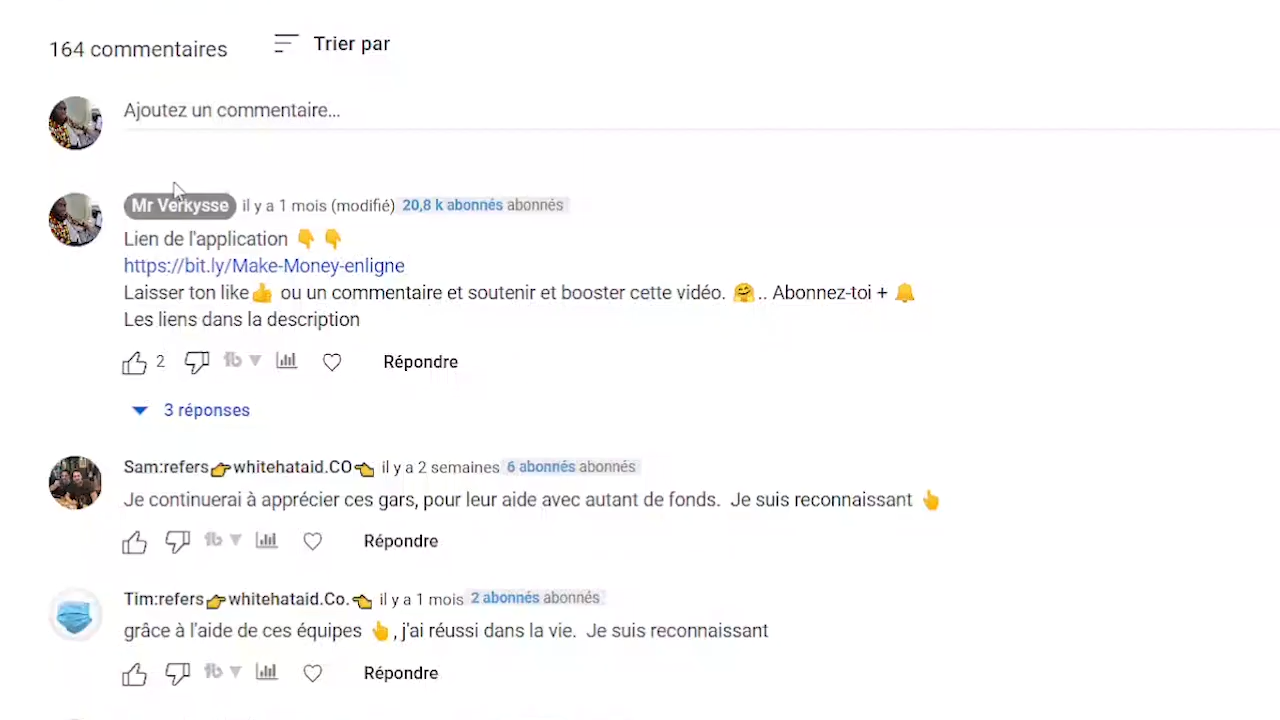 164 commentaires
Trier par
Ajoutez un commentaire...
Mr Verkysse il y a 1 mois (modifié) 20,8 k abonnés abonnés
Lien de l'application 👇 👇
https://bit.ly/Make-Money-enligne
Laisser ton like👍 ou un commentaire et soutenir et booster cette vidéo. 🤗.. Abonnez-toi + 🔔
Les liens dans la description
2
Répondre
3 réponses
Sam:refers👉whitehataid.CO👈 il y a 2 semaines 6 abonnés abonnés
Je continuerai à apprécier ces gars, pour leur aide avec autant de fonds. Je suis reconnaissant 👆
Répondre
Tim:refers👉whitehataid.Co.👈 il y a 1 mois 2 abonnés abonnés
grâce à l'aide de ces équipes 👆, j'ai réussi dans la vie. Je suis reconnaissant
Répondre